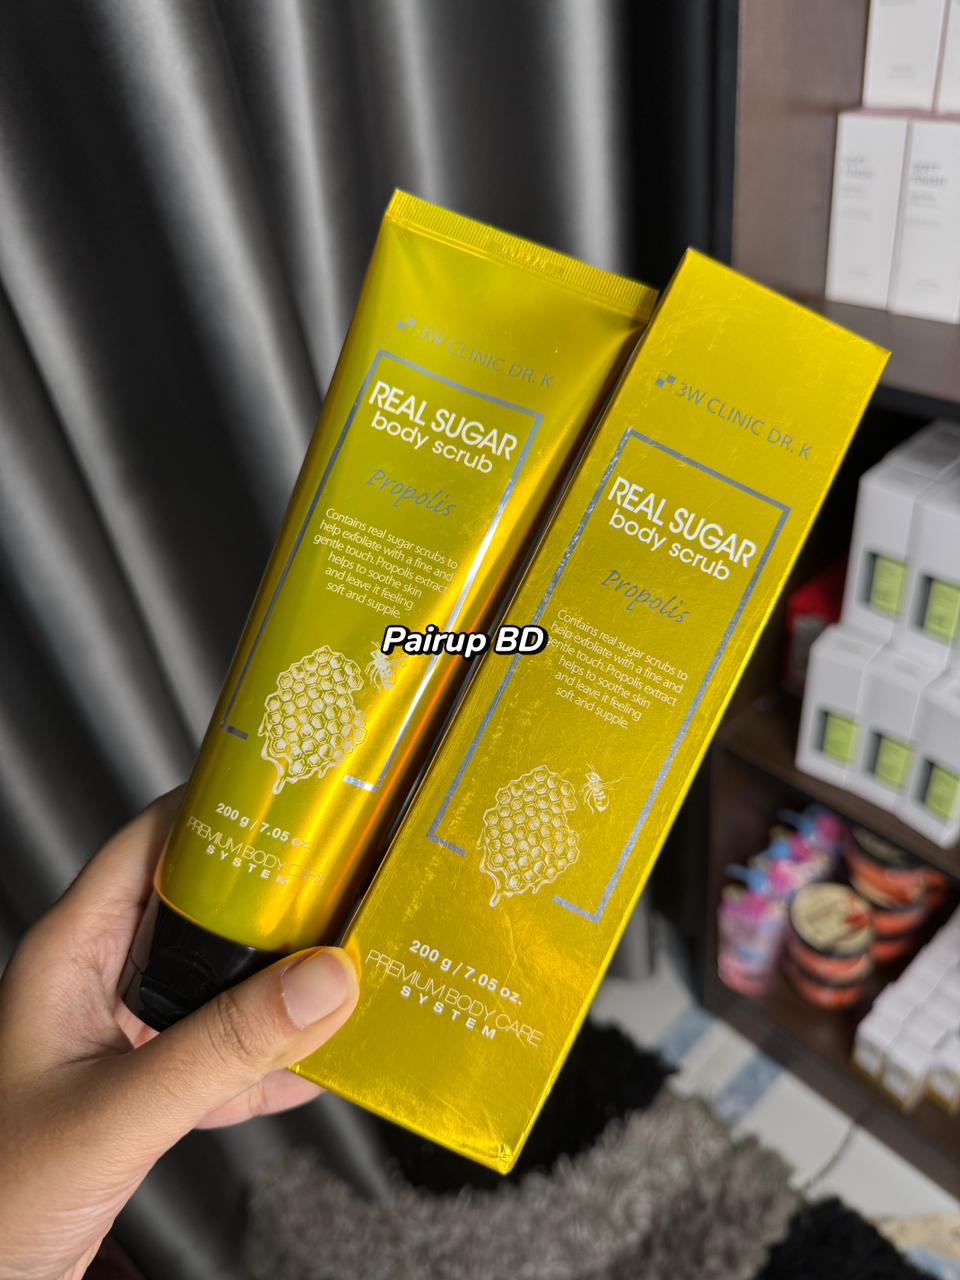 3W CLINIC DR. K
REAL SUGAR
body scrub
Propolis
Contains real sugar scrubs to
help exfoliate with a fine and
gentle touch. Propolis extract
helps to soothe skin
and leave it feeling
soft and supple.
200 g / 7.05 oz.
PREMIUM BODY CARE
SYSTEM
Pairup BD
3W CLINIC DR. K
REAL SUGAR
body scrub
Propolis
Contains real sugar scrubs to
help exfoliate with a fine and
gentle touch. Propolis extract
helps to soothe skin
and leave it feeling
soft and supple.
200 g / 7.05 oz.
PREMIUM BODY CARE
SYSTEM